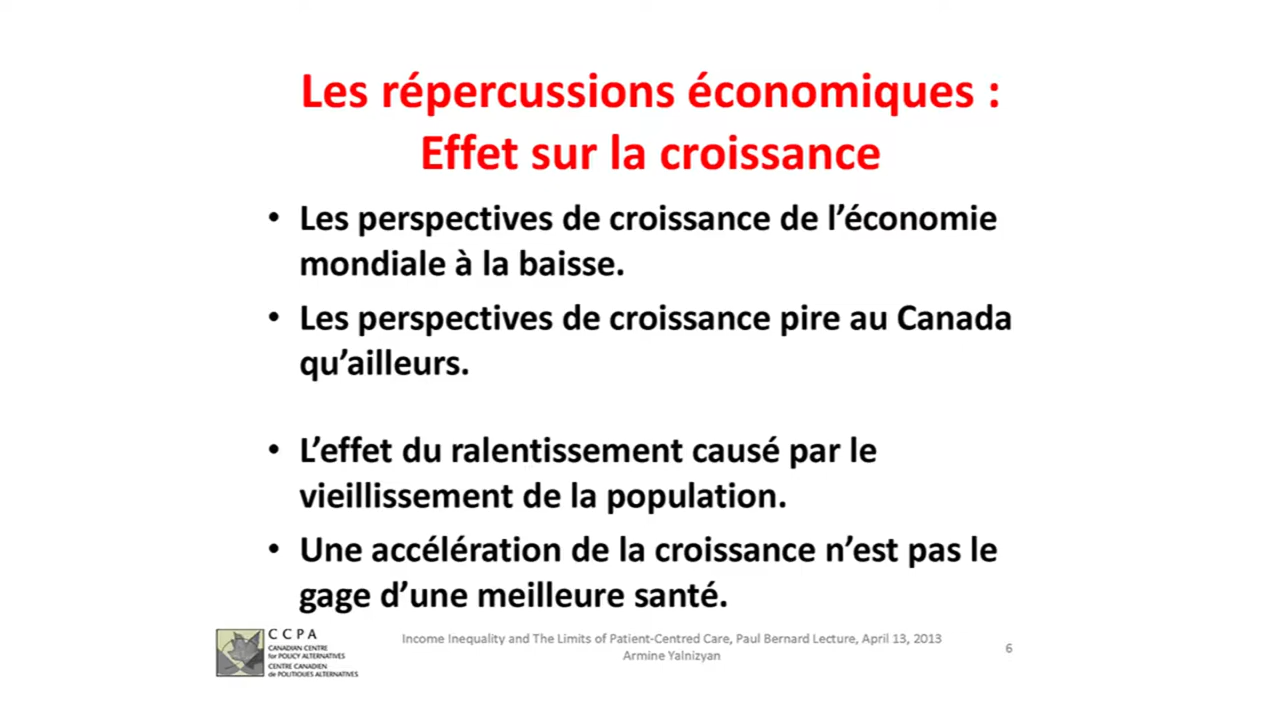 Les répercussions économiques :
Effet sur la croissance
• Les perspectives de croissance de l’économie
mondiale à la baisse.
• Les perspectives de croissance pire au Canada
qu’ailleurs.
• L’effet du ralentissement causé par le
vieillissement de la population.
• Une accélération de la croissance n’est pas le
gage d’une meilleure santé.
CCPA
CANADIAN CENTRE
for POLICY ALTERNATIVES
CENTRE CANADIEN
de POLITIQUES ALTERNATIVES
Income Inequality and The Limits of Patient-Centred Care, Paul Bernard Lecture, April 13, 2013
Armine Yalnizyan
6